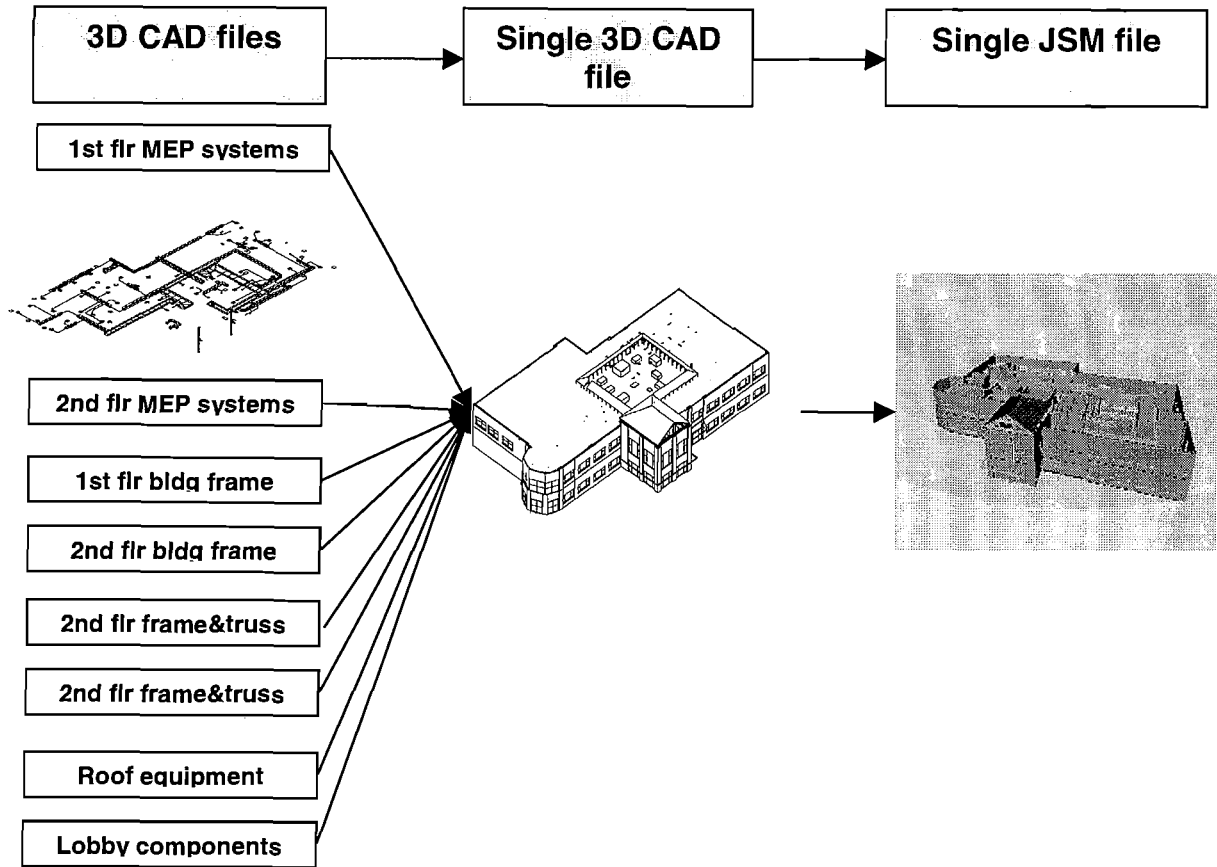 3D CAD files
Single 3D CAD
file
Single JSM file
1st flr MEP systems
2nd flr MEP systems
1st flr bldg frame
2nd flr bldg frame
2nd flr frame&truss
2nd flr frame&truss
Roof equipment
Lobby components